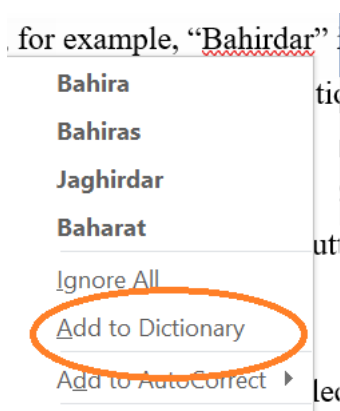 , for example, “Bahirdar”
Bahira
Bahiras
Jaghirdar
Baharat
Ignore All
Add to Dictionary
Add to AutoCorrect